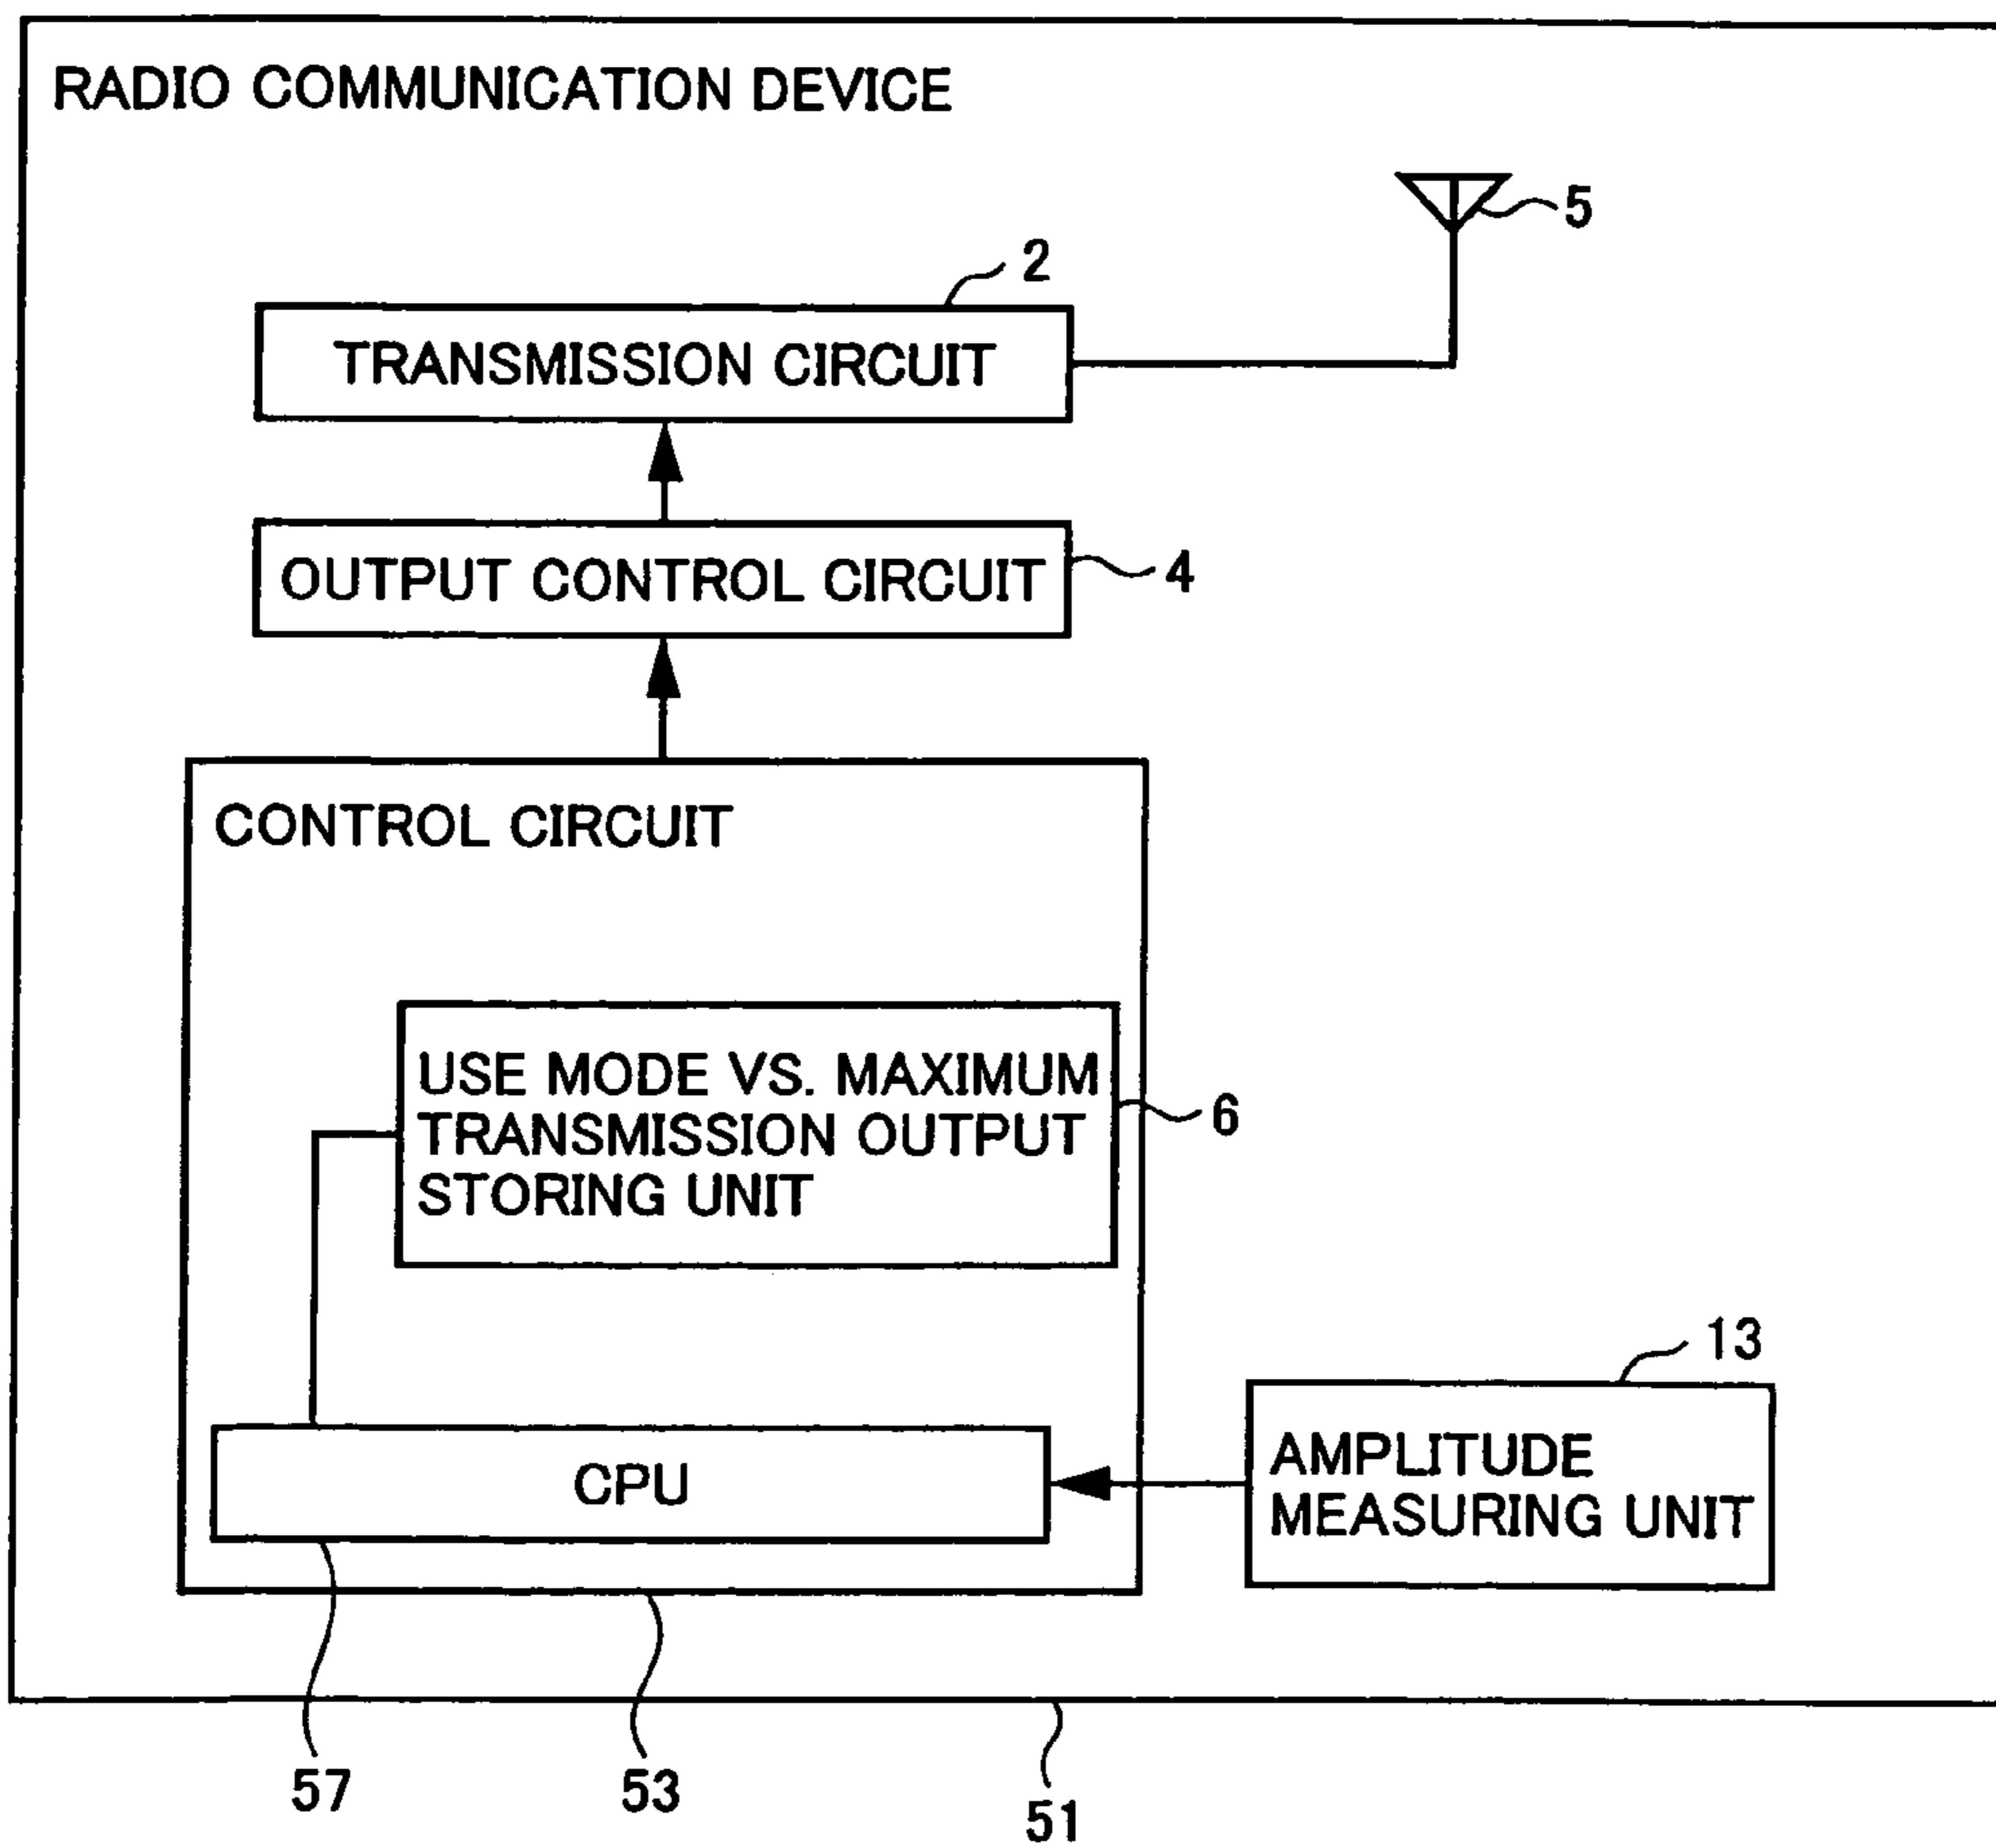 RADIO COMMUNICATION DEVICE
5
2
TRANSMISSION CIRCUIT
OUTPUT CONTROL CIRCUIT
4
CONTROL CIRCUIT
USE MODE VS. MAXIMUM
TRANSMISSION OUTPUT
STORING UNIT
6
13
AMPLITUDE
MEASURING UNIT
CPU
57
53
51